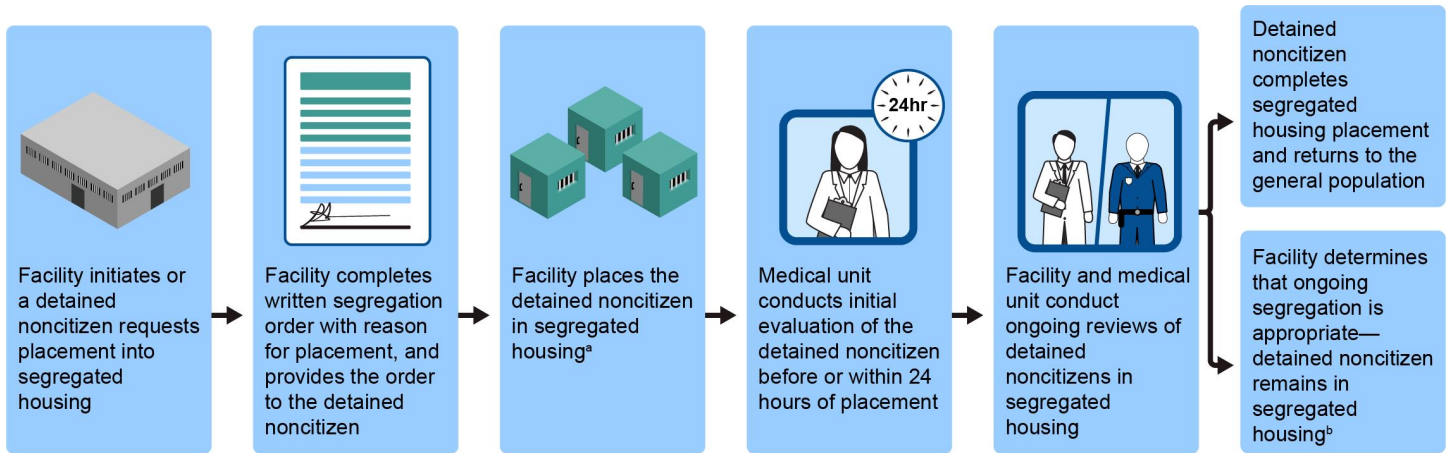 Facility initiates or
a detained
noncitizen requests
placement into
segregated
housing
Facility completes
written segregation
order with reason
for placement, and
provides the order
to the detained
noncitizen
Facility places the
detained noncitizen
in segregated
housingᵃ
24hr
Medical unit
conducts initial
evaluation of the
detained noncitizen
before or within 24
hours of placement
Facility and medical
unit conduct
ongoing reviews of
detained
noncitizens in
segregated
housing
Detained
noncitizen
completes
segregated
housing placement
and returns to the
general population
Facility determines
that ongoing
segregation is
appropriate—
detained noncitizen
remains in
segregated
housingᵇ